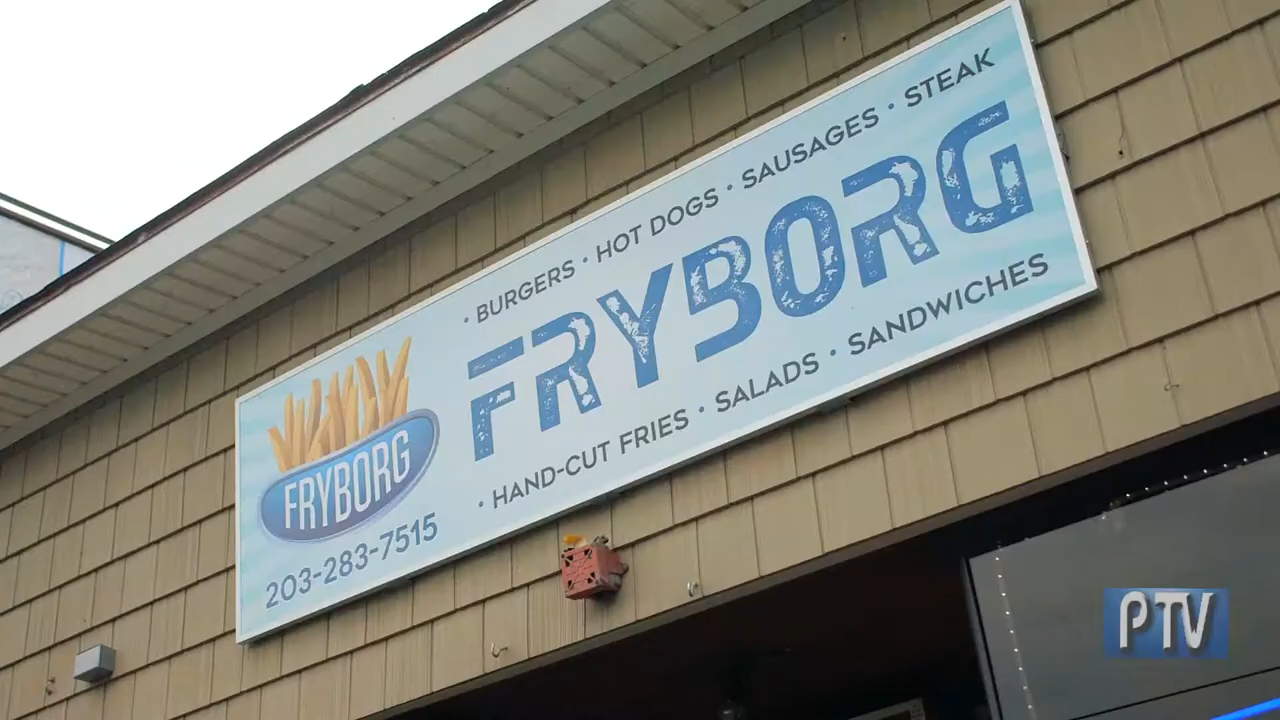 · BURGERS · HOT DOGS · SAUSAGES · STEAK
FRYBORG
· HAND-CUT FRIES · SALADS · SANDWICHES
FRYBORG
203-283-7515
PTV